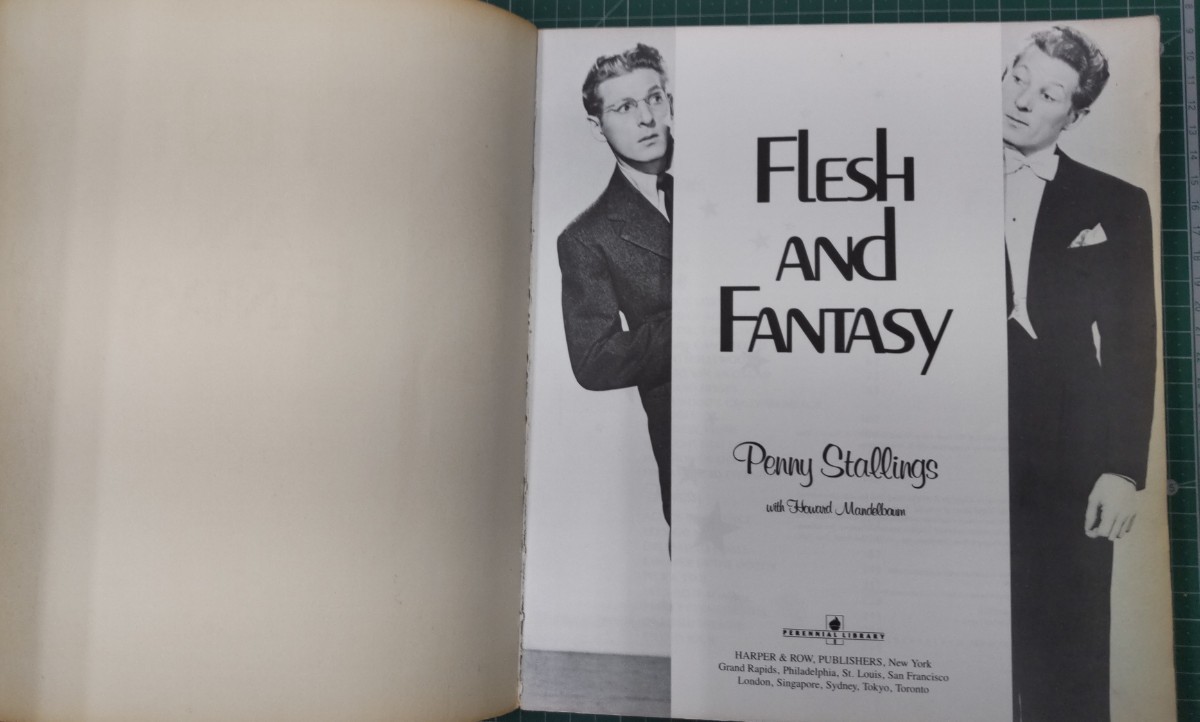 Flesh
and
Fantasy
Penny Stallings
with Howard Mandelbaum
PERENNIAL LIBRARY
HARPER & ROW, PUBLISHERS, New York
Grand Rapids, Philadelphia, St. Louis, San Francisco
London, Singapore, Sydney, Tokyo, Toronto